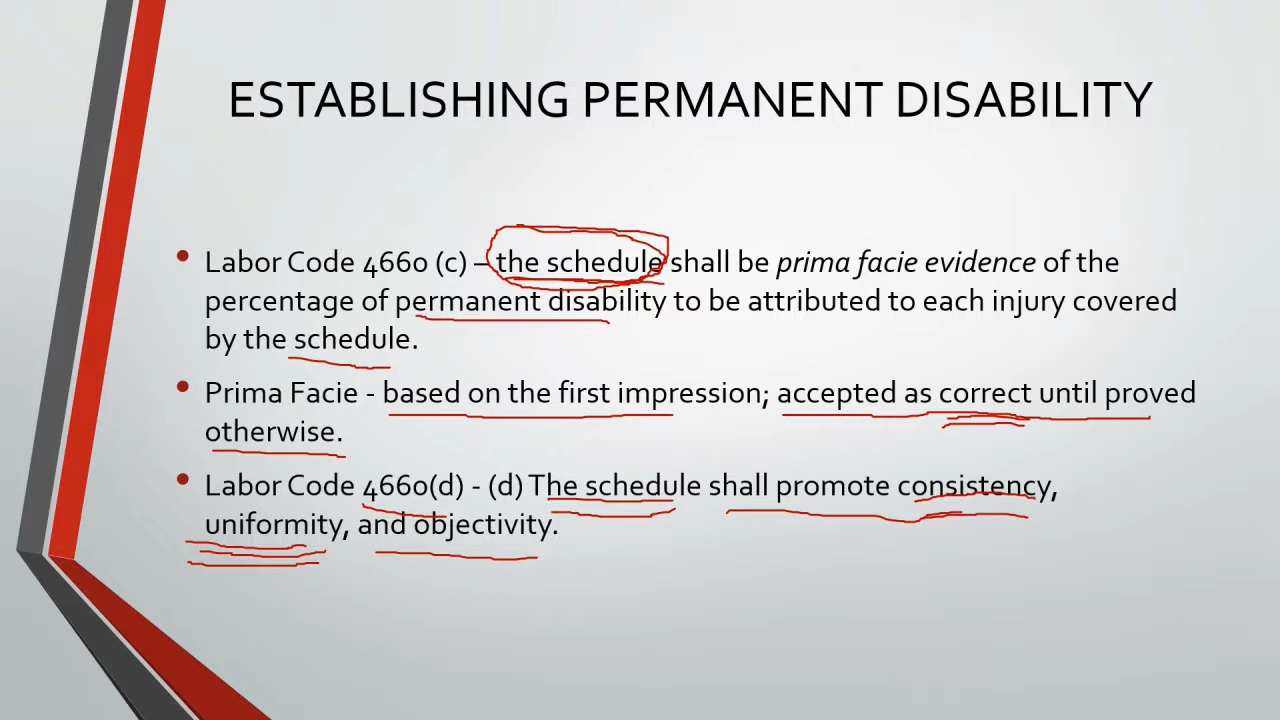 ESTABLISHING PERMANENT DISABILITY
• Labor Code 4660 (c) – the schedule shall be prima facie evidence of the
percentage of permanent disability to be attributed to each injury covered
by the schedule.
• Prima Facie - based on the first impression; accepted as correct until proved
otherwise.
• Labor Code 4660(d) - (d) The schedule shall promote consistency,
uniformity, and objectivity.